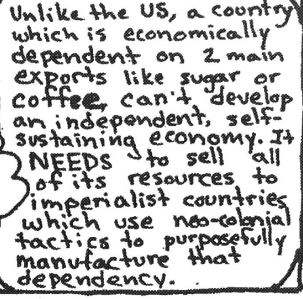 Unlike the US, a country
which is economically
dependent on 2 main
exports like sugar or
coffee, can't develop
an independent, self-
sustaining economy. It
NEEDS to sell all
of its resources to
imperialist countries
which use neo-colonial
tactics to purposefully
manufacture that
dependency.